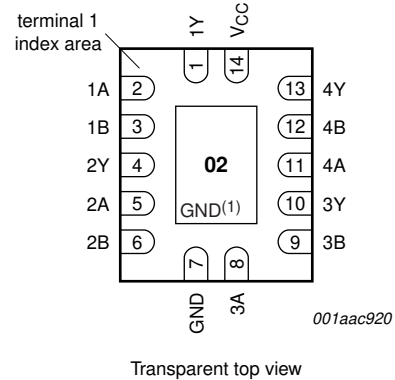 terminal 1
index area
1Y
VCC
1
14
1A 2
13 4Y
1B 3
12 4B
2Y 4
02
11 4A
2A 5
GND(1)
10 3Y
2B 6
9 3B
7
8
GND
3A
001aac920
Transparent top view